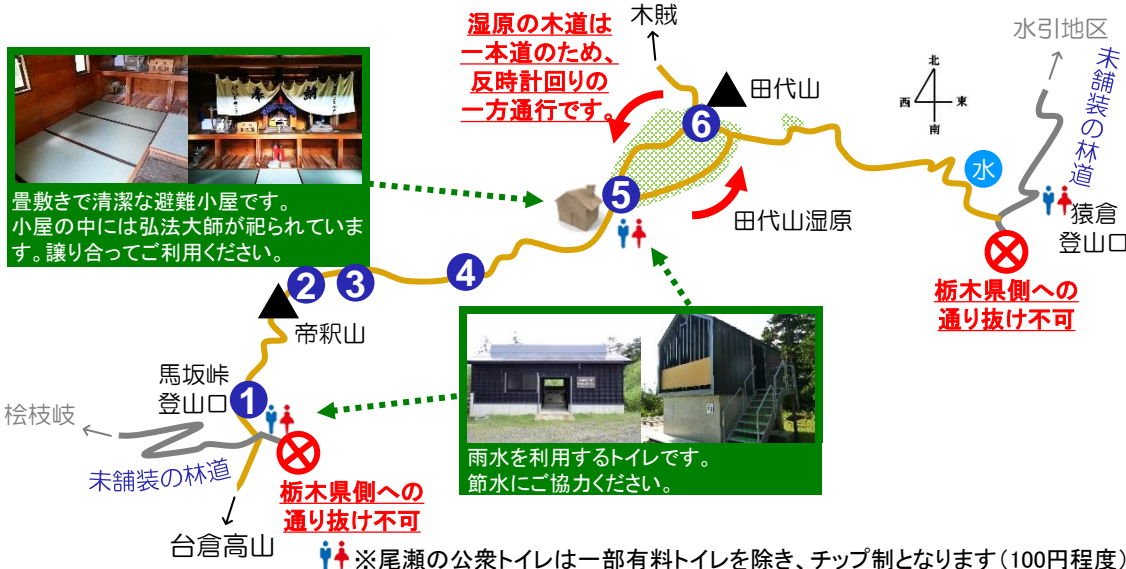 木賊
湿原の木道は
一本道のため、
反時計回りの
一方通行です。
田代山
6
北
西 東
南
水引地区
未舗装の林道
水
猿倉
登山口
栃木県側への
通り抜け不可
奉 納
畳敷きで清潔な避難小屋です。
小屋の中には弘法大師が祀られていま
す。譲り合ってご利用ください。
5
田代山湿原
2
3
4
帝釈山
馬坂峠
登山口
1
桧枝岐
未舗装の林道
栃木県側への
通り抜け不可
台倉高山
雨水を利用するトイレです。
節水にご協力ください。
※尾瀬の公衆トイレは一部有料トイレを除き、チップ制となります(100円程度)